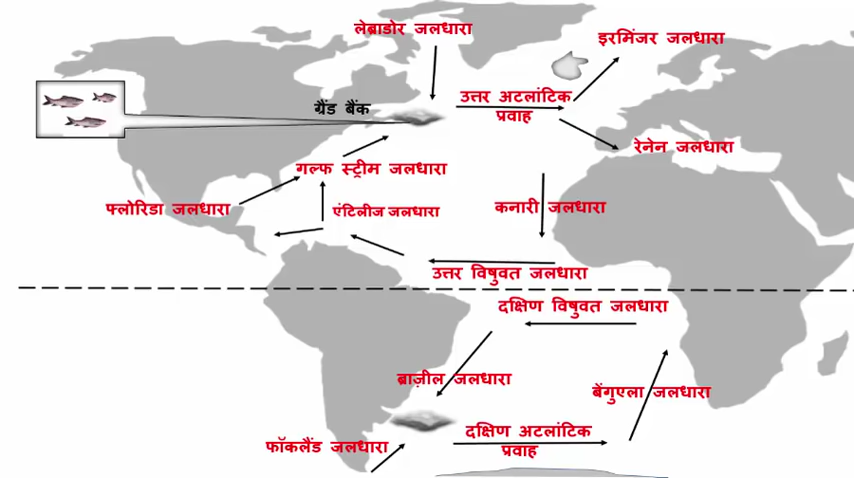 लेब्राडोर जलधारा
इरमिंजर जलधारा
उत्तर अटलांटिक
प्रवाह
ग्रैंड बैंक
रेनेन जलधारा
गल्फ स्ट्रीम जलधारा
फ्लोरिडा जलधारा
एंटिलीज जलधारा
कनारी जलधारा
उत्तर विषुवत जलधारा
दक्षिण विषुवत जलधारा
ब्राज़ील जलधारा
बेंगुएला जलधारा
दक्षिण अटलांटिक
प्रवाह
फॉकलैंड जलधारा